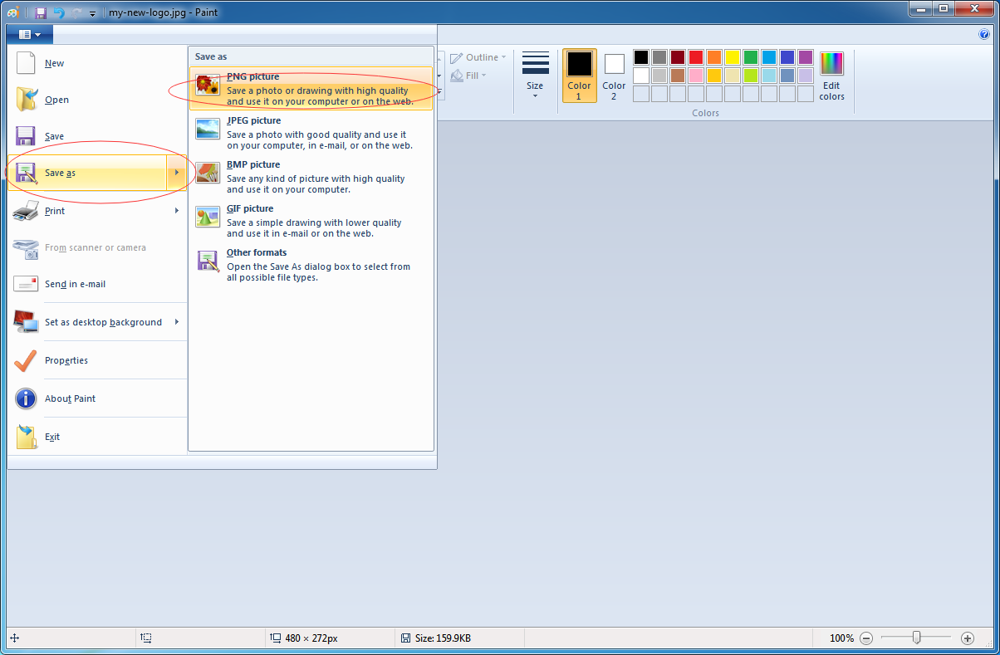 my-new-logo.jpg - Paint
New
Open
Save
Save as
Print
From scanner or camera
Send in e-mail
Set as desktop background
Properties
About Paint
Exit
Save as
PNG picture
Save a photo or drawing with high quality
and use it on your computer or on the web.
JPEG picture
Save a photo with good quality and use it
on your computer, in e-mail, or on the web.
BMP picture
Save any kind of picture with high quality
and use it on your computer.
GIF picture
Save a simple drawing with lower quality
and use it in e-mail or on the web.
Other formats
Open the Save As dialog box to select from
all possible file types.
Outline
Fill
Size
Color
1
Color
2
Edit
colors
Colors
480 × 272px
Size: 159.9KB
100%